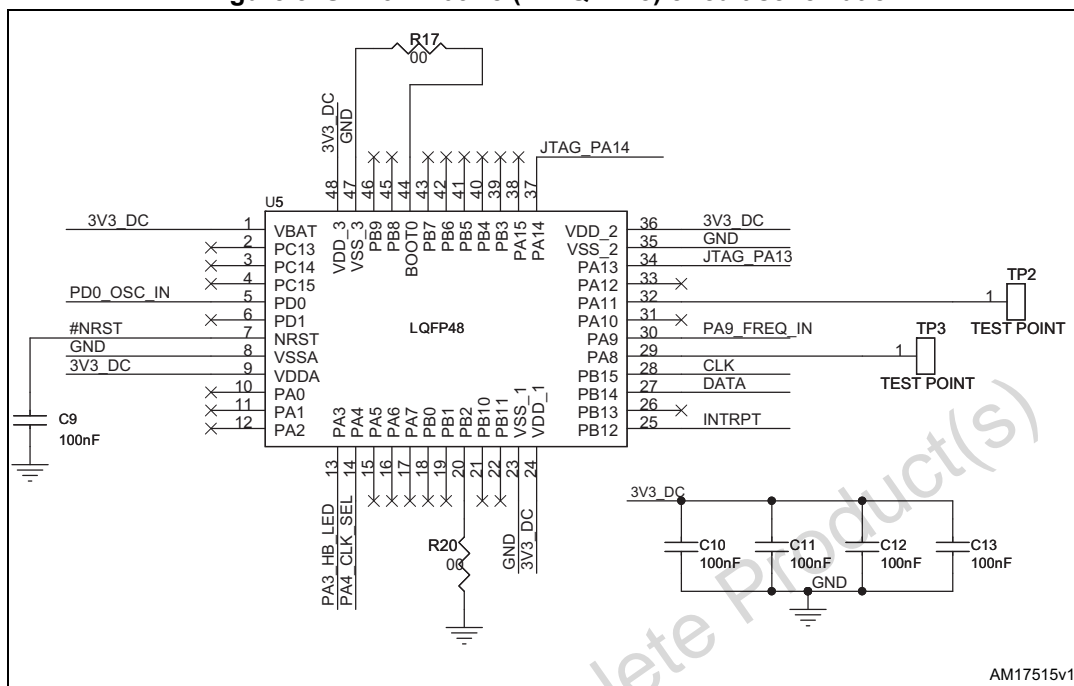 R17
00
3V3_DC
GND
JTAG_PA14
48
47
46
45
44
43
42
41
40
39
38
37
U5
VDD_3
VSS_3
PB9
PB8
BOOT0
PB7
PB6
PB5
PB4
PB3
PA15
PA14
3V3_DC 1 VBAT
2 PC13
3 PC14
4 PC15
PD0_OSC_IN 5 PD0
6 PD1
#NRST 7 NRST
GND 8 VSSA
3V3_DC 9 VDDA
10 PA0
11 PA1
12 PA2
LQFP48
VDD_2 36 3V3_DC
VSS_2 35 GND
PA13 34 JTAG_PA13
PA12 33
PA11 32
PA10 31
PA9 30 PA9_FREQ_IN
PA8 29
PB15 28 CLK
PB14 27 DATA
PB13 26
PB12 25 INTRPT
TP2
1
TEST POINT
TP3
1
TEST POINT
C9
100nF
PA3
PA4
PA5
PA6
PA7
PB0
PB1
PB2
PB10
PB11
VSS_1
VDD_1
13
14
15
16
17
18
19
20
21
22
23
24
PA3_HB_LED
PA4_CLK_SEL
R20
00
GND
3V3_DC
3V3_DC
C10
100nF
C11
100nF
C12
100nF
C13
100nF
GND
lete Product(s)
AM17515v1